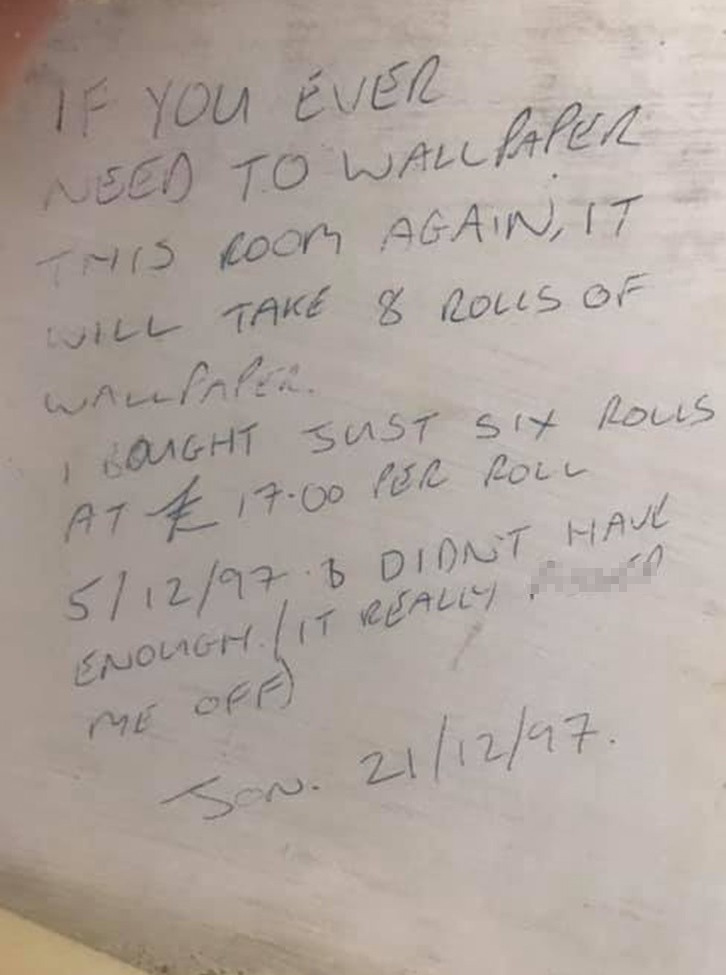 IF YOU EVER
NEED TO WALLPAPER
THIS ROOM AGAIN, IT
WILL TAKE 8 ROLLS OF
WALLPAPER.
I BOUGHT JUST SIX ROLLS
AT £17.00 PER ROLL
5/12/97. & DIDN'T HAVE
ENOUGH. (IT REALLY
ME OFF)
JON. 21/12/97.